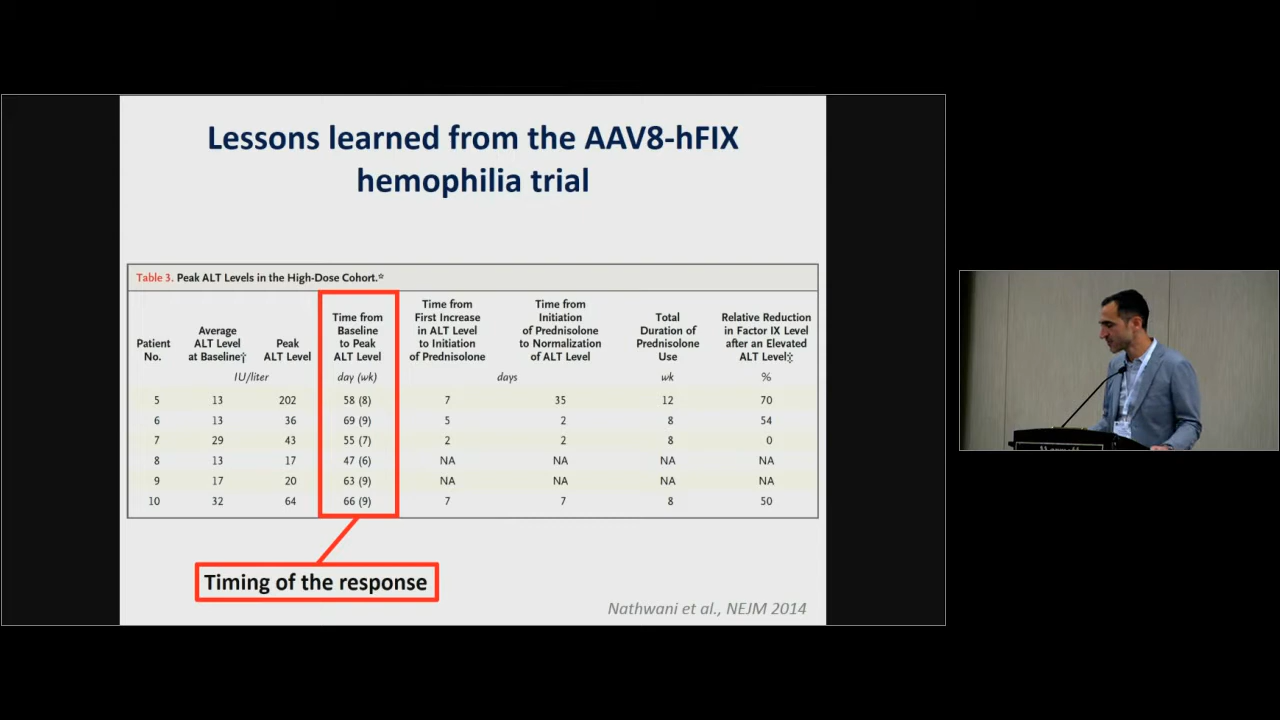 Lessons learned from the AAV8-hFIX
hemophilia trial
Table 3. Peak ALT Levels in the High-Dose Cohort.*
Patient No. Average ALT Level at Baseline† Peak ALT Level Time from Baseline to Peak ALT Level Time from First Increase in ALT Level to Initiation of Prednisolone Time from Initiation of Prednisolone to Normalization of ALT Level Total Duration of Prednisolone Use Relative Reduction in Factor IX Level after an Elevated ALT Level‡
IU/liter day (wk) days wk %
5 13 202 58 (8) 7 35 12 70
6 13 36 69 (9) 5 2 8 54
7 29 43 55 (7) 2 2 8 0
8 13 17 47 (6) NA NA NA NA
9 17 20 63 (9) NA NA NA NA
10 32 64 66 (9) 7 7 8 50
Timing of the response
Nathwani et al., NEJM 2014